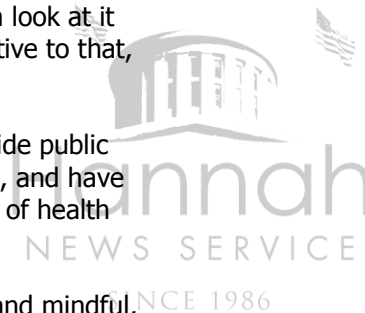 look at it
tive to that,
ide public
, and have
of health
Hannah
NEWS SERVICE
and mindful,
SINCE 1986